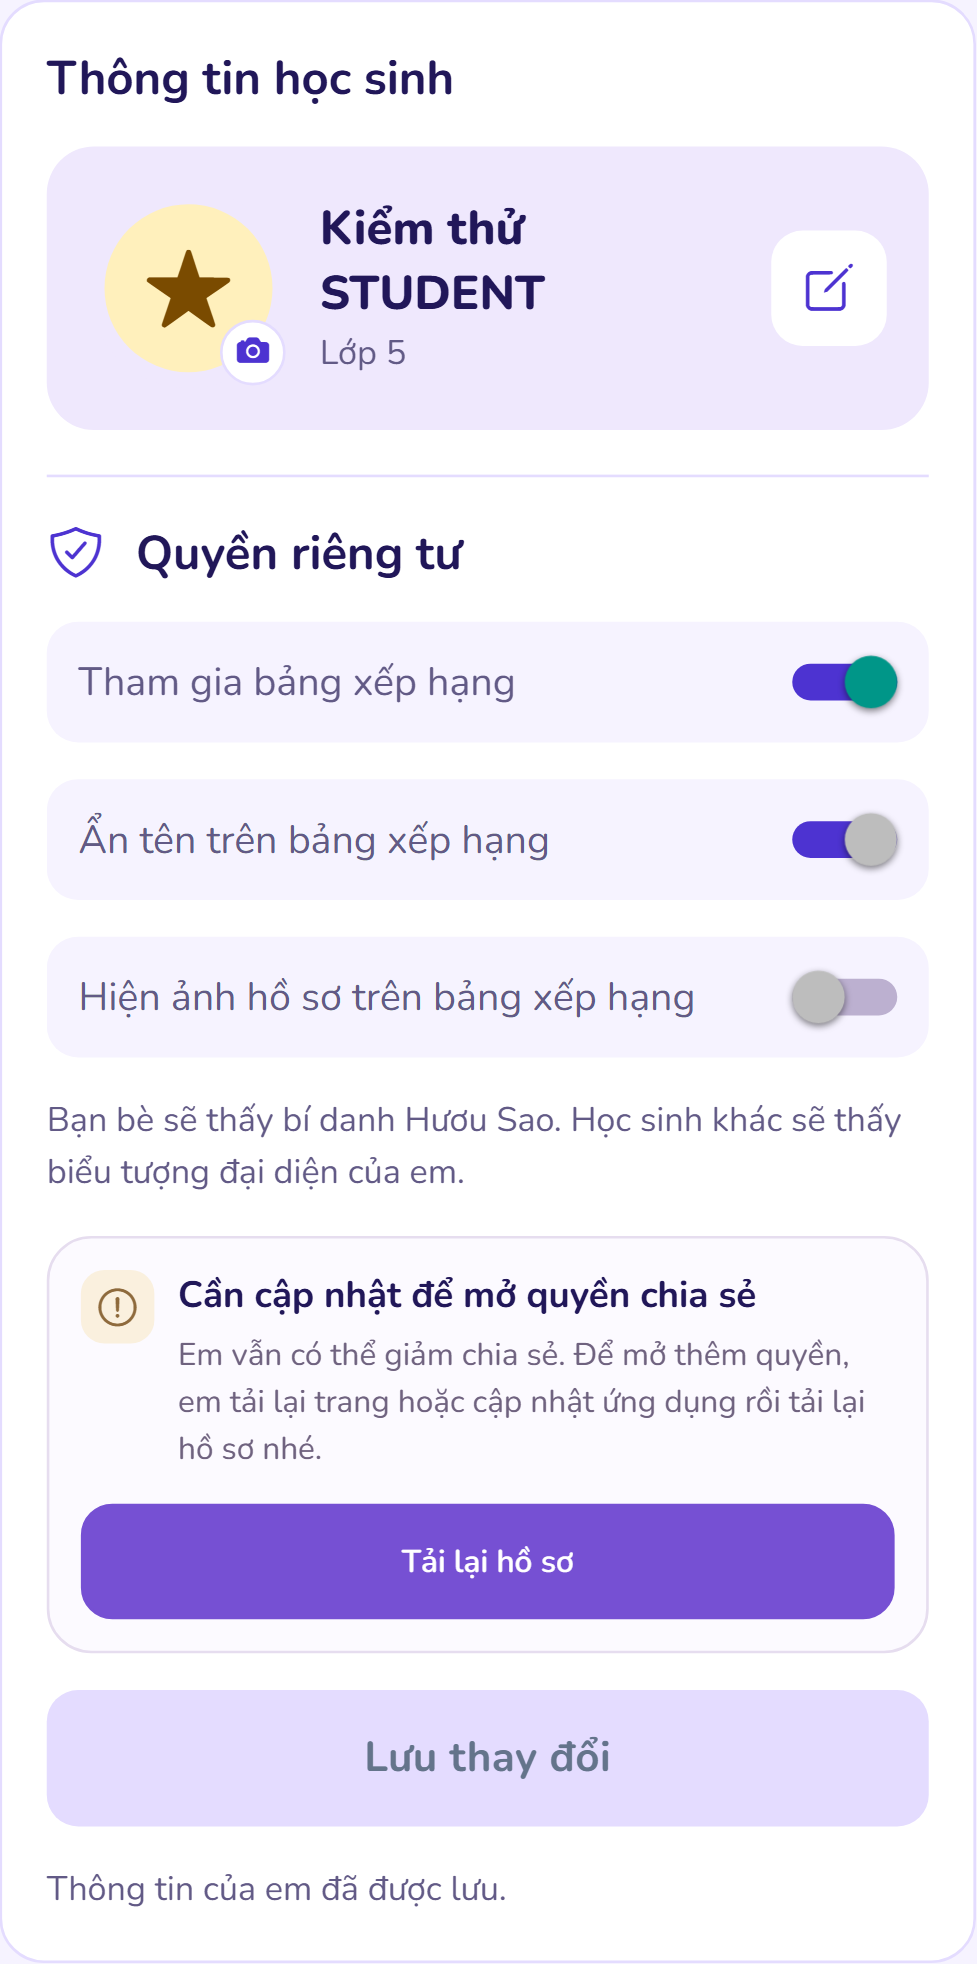 Thông tin học sinh
Kiểm thử
STUDENT
Lớp 5
Quyền riêng tư
Tham gia bảng xếp hạng
Ẩn tên trên bảng xếp hạng
Hiện ảnh hồ sơ trên bảng xếp hạng
Bạn bè sẽ thấy bí danh Hươu Sao. Học sinh khác sẽ thấy
biểu tượng đại diện của em.
Cần cập nhật để mở quyền chia sẻ
Em vẫn có thể giảm chia sẻ. Để mở thêm quyền,
em tải lại trang hoặc cập nhật ứng dụng rồi tải lại
hồ sơ nhé.
Tải lại hồ sơ
Lưu thay đổi
Thông tin của em đã được lưu.